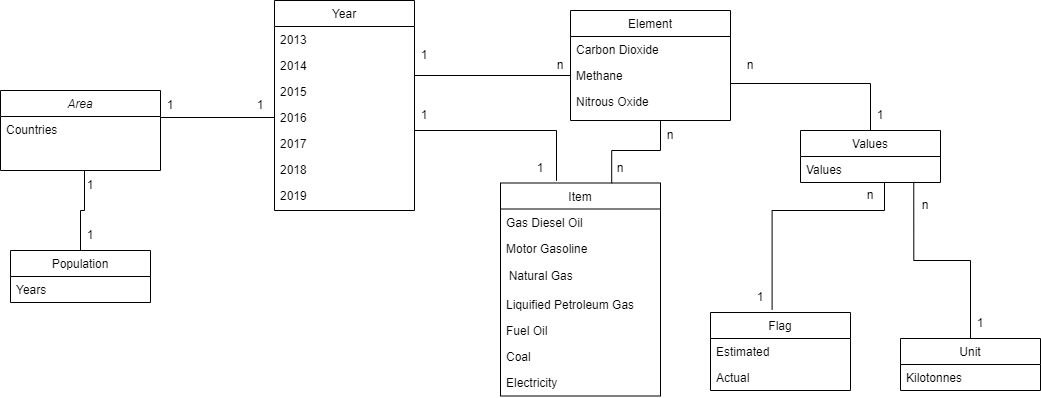 Year
2013
2014
2015
2016
2017
2018
2019
Element
Carbon Dioxide
Methane
Nitrous Oxide
Area
Countries
1
1
1
n
n
1
1
1
n
n
Values
Values
Item
Gas Diesel Oil
Motor Gasoline
Natural Gas
Liquified Petroleum Gas
Fuel Oil
Coal
Electricity
1
1
Population
Years
n
n
1
1
Flag
Estimated
Actual
Unit
Kilotonnes